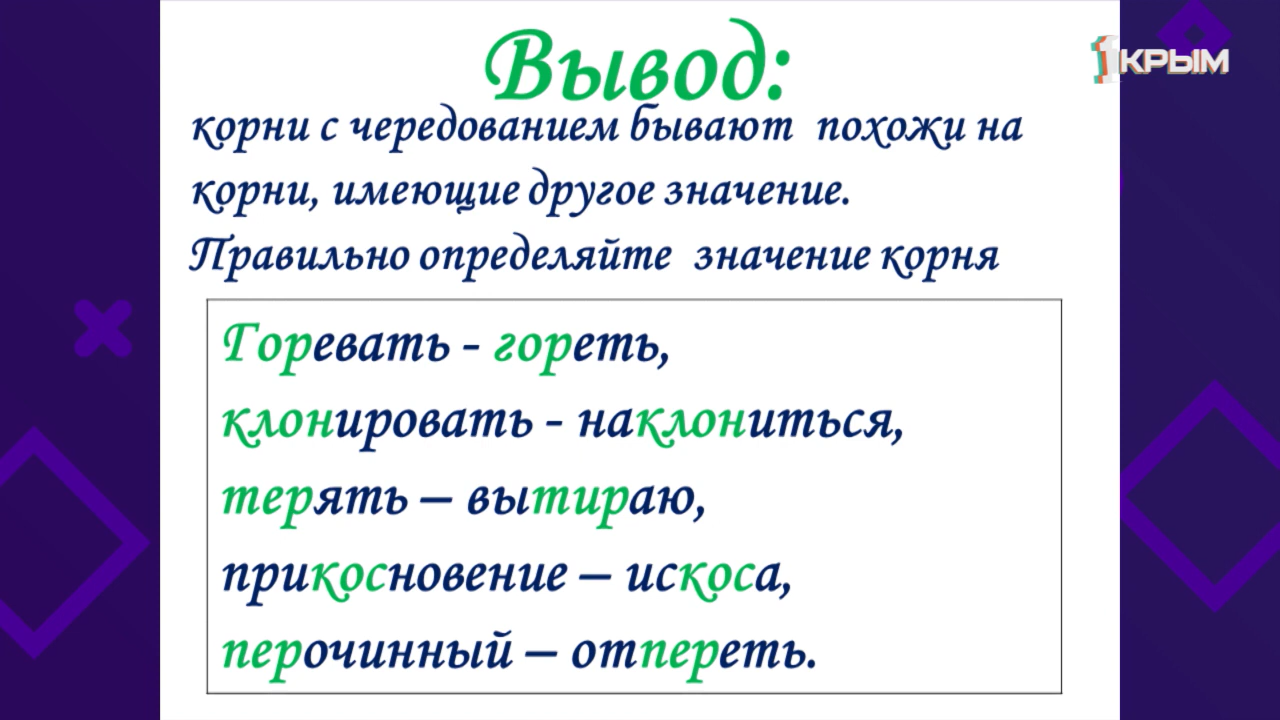 Вывод:
1КРЫМ
корни с чередованием бывают похожи на
корни, имеющие другое значение.
Правильно определяйте значение корня
Горевать - гореть,
клонировать - наклониться,
терять – вытираю,
прикосновение – искоса,
перочинный – отпереть.